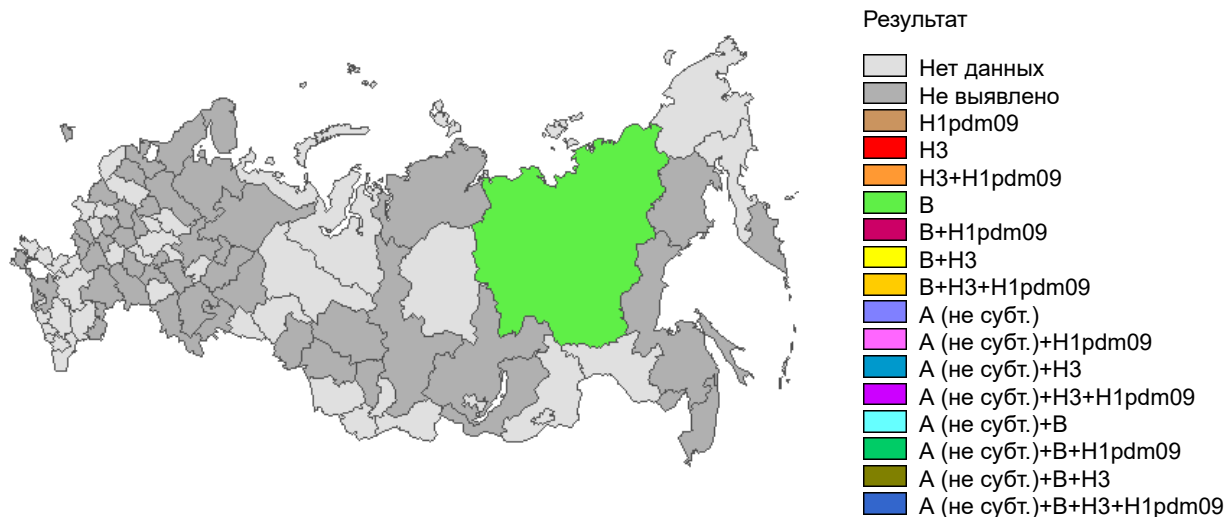 Результат
Нет данных
Не выявлено
H1pdm09
H3
H3+H1pdm09
B
B+H1pdm09
B+H3
B+H3+H1pdm09
A (не субт.)
A (не субт.)+H1pdm09
A (не субт.)+H3
A (не субт.)+H3+H1pdm09
A (не субт.)+B
A (не субт.)+B+H1pdm09
A (не субт.)+B+H3
A (не субт.)+B+H3+H1pdm09